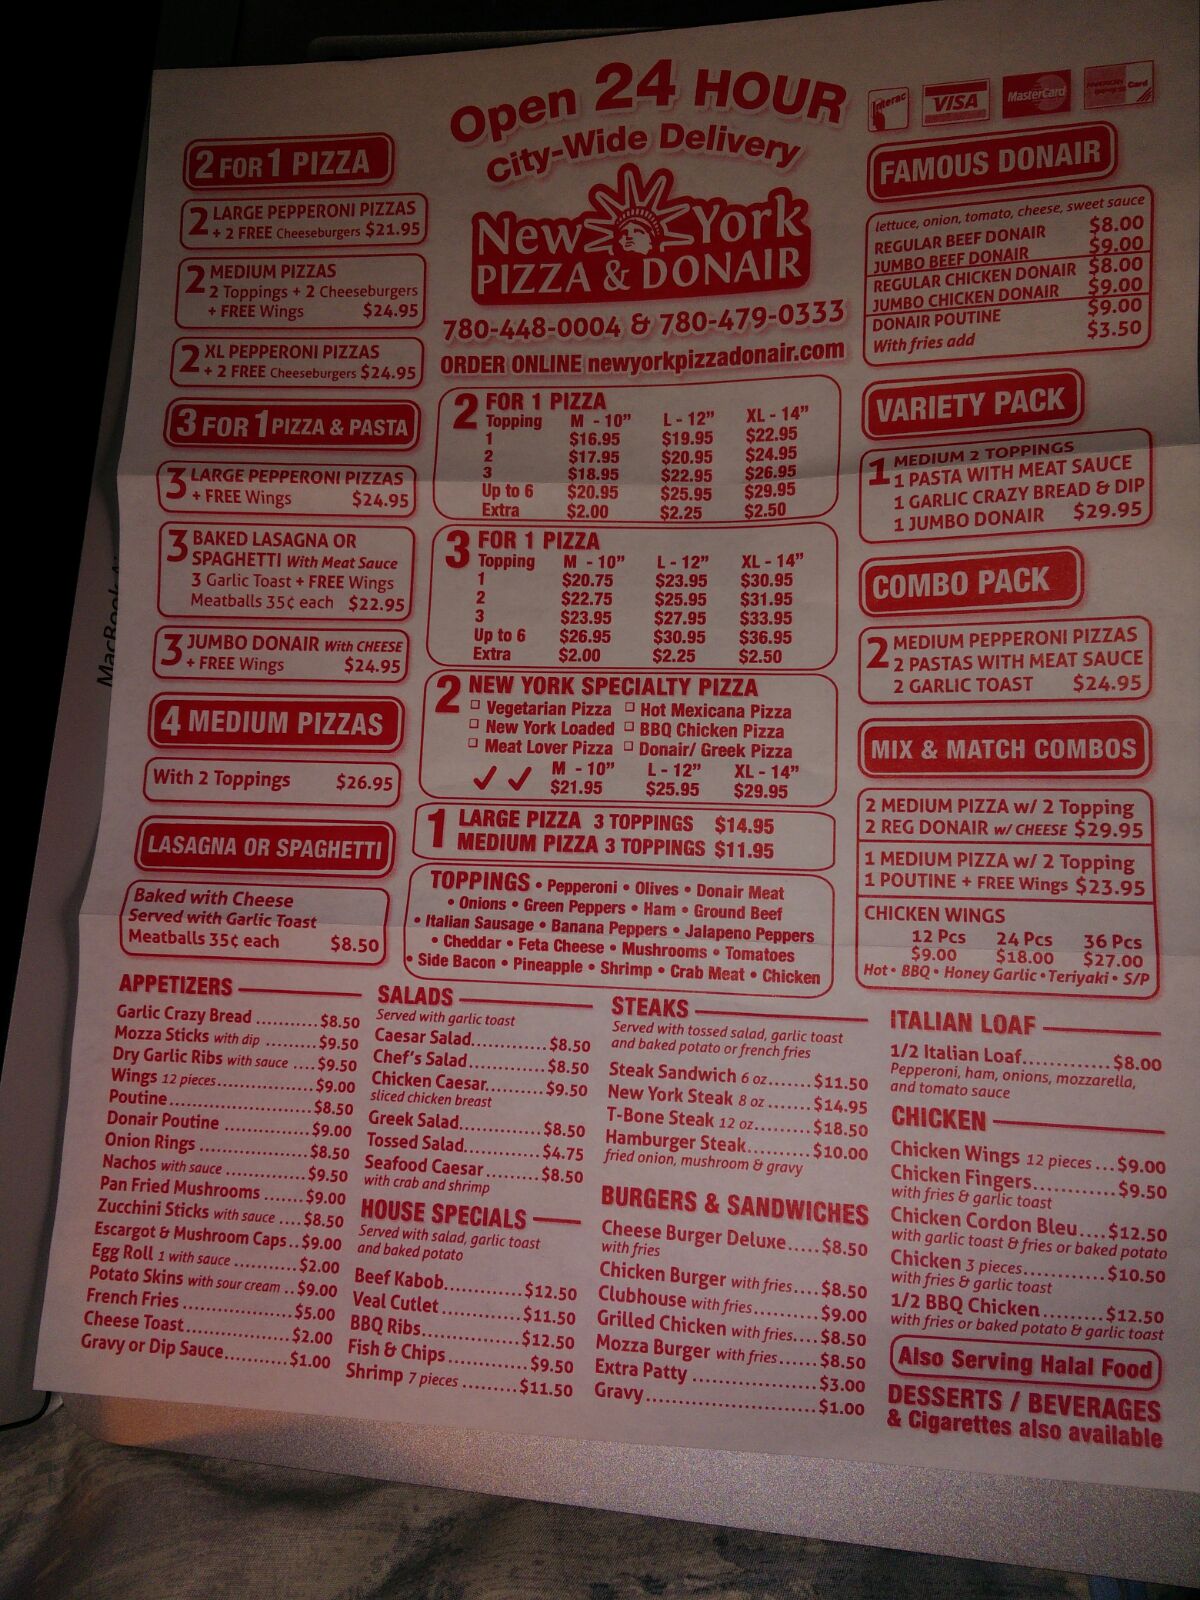 Open 24 HOUR
City-Wide Delivery
New York
PIZZA & DONAIR
780-448-0004 & 780-479-0333
ORDER ONLINE newyorkpizzadonair.com
Interac
VISA
MasterCard
2 FOR 1 PIZZA
2 LARGE PEPPERONI PIZZAS
+ 2 FREE Cheeseburgers $21.95
2 MEDIUM PIZZAS
2 Toppings + 2 Cheeseburgers
+ FREE Wings $24.95
2 XL PEPPERONI PIZZAS
+ 2 FREE Cheeseburgers $24.95
3 FOR 1 PIZZA & PASTA
3 LARGE PEPPERONI PIZZAS
+ FREE Wings $24.95
3 BAKED LASAGNA OR
SPAGHETTI With Meat Sauce
3 Garlic Toast + FREE Wings
Meatballs 35¢ each $22.95
3 JUMBO DONAIR With CHEESE
+ FREE Wings $24.95
4 MEDIUM PIZZAS
With 2 Toppings $26.95
LASAGNA OR SPAGHETTI
Baked with Cheese
Served with Garlic Toast
Meatballs 35¢ each $8.50
2 FOR 1 PIZZA
Topping M - 10" L - 12" XL - 14"
1 $16.95 $19.95 $22.95
2 $17.95 $20.95 $24.95
3 $18.95 $22.95 $26.95
Up to 6 $20.95 $25.95 $29.95
Extra $2.00 $2.25 $2.50
3 FOR 1 PIZZA
Topping M - 10" L - 12" XL - 14"
1 $20.75 $23.95 $30.95
2 $22.75 $25.95 $31.95
3 $23.95 $27.95 $33.95
Up to 6 $26.95 $30.95 $36.95
Extra $2.00 $2.25 $2.50
2 NEW YORK SPECIALTY PIZZA
Vegetarian Pizza Hot Mexicana Pizza
New York Loaded BBQ Chicken Pizza
Meat Lover Pizza Donair/ Greek Pizza
M - 10" L - 12" XL - 14"
$21.95 $25.95 $29.95
1 LARGE PIZZA 3 TOPPINGS $14.95
MEDIUM PIZZA 3 TOPPINGS $11.95
TOPPINGS • Pepperoni • Olives • Donair Meat
• Onions • Green Peppers • Ham • Ground Beef
• Italian Sausage • Banana Peppers • Jalapeno Peppers
• Cheddar • Feta Cheese • Mushrooms • Tomatoes
• Side Bacon • Pineapple • Shrimp • Crab Meat • Chicken
FAMOUS DONAIR
lettuce, onion, tomato, cheese, sweet sauce
REGULAR BEEF DONAIR $8.00
JUMBO BEEF DONAIR $9.00
REGULAR CHICKEN DONAIR $8.00
JUMBO CHICKEN DONAIR $9.00
DONAIR POUTINE $9.00
With fries add $3.50
VARIETY PACK
1 MEDIUM 2 TOPPINGS
1 PASTA WITH MEAT SAUCE
1 GARLIC CRAZY BREAD & DIP
1 JUMBO DONAIR $29.95
COMBO PACK
2 MEDIUM PEPPERONI PIZZAS
2 PASTAS WITH MEAT SAUCE
2 GARLIC TOAST $24.95
MIX & MATCH COMBOS
2 MEDIUM PIZZA w/ 2 Topping
2 REG DONAIR w/ CHEESE $29.95
1 MEDIUM PIZZA w/ 2 Topping
1 POUTINE + FREE Wings $23.95
CHICKEN WINGS
12 Pcs 24 Pcs 36 Pcs
$9.00 $18.00 $27.00
Hot • BBQ • Honey Garlic • Teriyaki • S/P
APPETIZERS
Garlic Crazy Bread ........... $8.50
Mozza Sticks with dip ......... $9.50
Dry Garlic Ribs with sauce .... $9.50
Wings 12 pieces............... $9.00
Poutine....................... $8.50
Donair Poutine ............... $9.00
Onion Rings .................. $8.50
Nachos with sauce ............ $9.50
Pan Fried Mushrooms ......... $9.00
Zucchini Sticks with sauce .... $8.50
Escargot & Mushroom Caps.. $9.00
Egg Roll 1 with sauce ......... $2.00
Potato Skins with sour cream .. $9.00
French Fries ................. $5.00
Cheese Toast................. $2.00
Gravy or Dip Sauce.......... $1.00
SALADS
Served with garlic toast
Caesar Salad.............. $8.50
Chef's Salad.............. $8.50
Chicken Caesar............ $9.50
sliced chicken breast
Greek Salad............... $8.50
Tossed Salad.............. $4.75
Seafood Caesar ........... $8.50
with crab and shrimp
HOUSE SPECIALS
Served with salad, garlic toast
and baked potato
Beef Kabob............... $12.50
Veal Cutlet .............. $11.50
BBQ Ribs................. $12.50
Fish & Chips............. $9.50
Shrimp 7 pieces ......... $11.50
STEAKS
Served with tossed salad, garlic toast
and baked potato or french fries
Steak Sandwich 6 oz....... $11.50
New York Steak 8 oz ....... $14.95
T-Bone Steak 12 oz......... $18.50
Hamburger Steak.......... $10.00
fried onion, mushroom & gravy
BURGERS & SANDWICHES
Cheese Burger Deluxe..... $8.50
with fries
Chicken Burger with fries.... $8.50
Clubhouse with fries......... $9.00
Grilled Chicken with fries.... $8.50
Mozza Burger with fries...... $8.50
Extra Patty ................ $3.00
Gravy...................... $1.00
ITALIAN LOAF
1/2 Italian Loaf............ $8.00
Pepperoni, ham, onions, mozzarella,
and tomato sauce
CHICKEN
Chicken Wings 12 pieces ... $9.00
Chicken Fingers............ $9.50
with fries & garlic toast
Chicken Cordon Bleu.... $12.50
with garlic toast & fries or baked potato
Chicken 3 pieces............ $10.50
with fries & garlic toast
1/2 BBQ Chicken .......... $12.50
with fries or baked potato & garlic toast
Also Serving Halal Food
DESSERTS / BEVERAGES
& Cigarettes also available